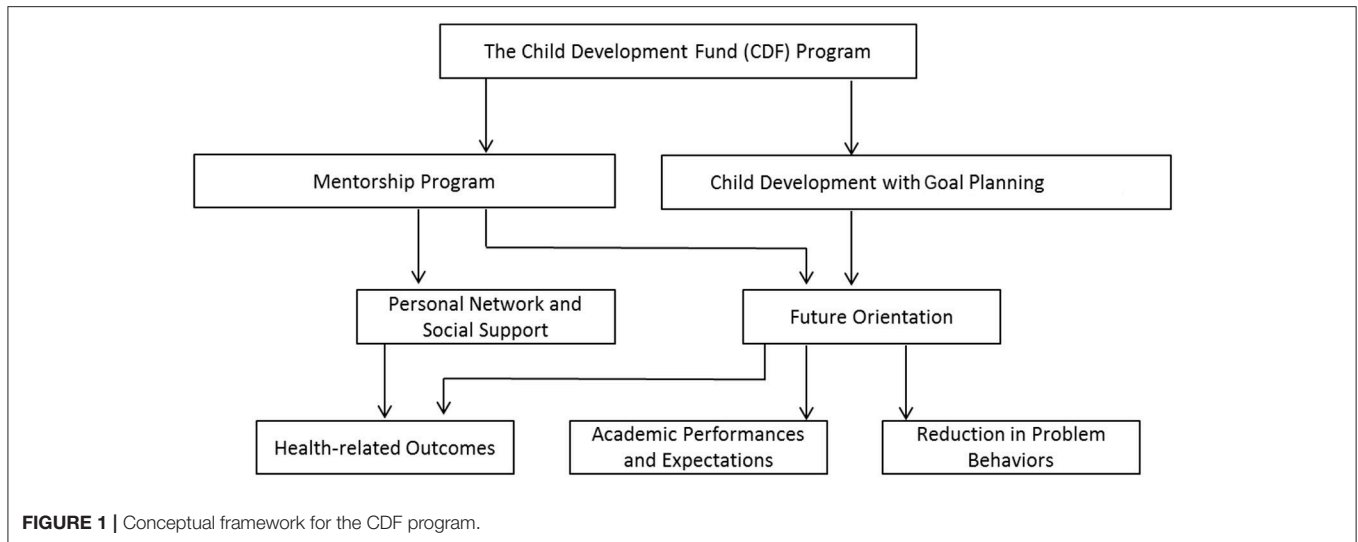 The Child Development Fund (CDF) Program
Mentorship Program
Child Development with Goal Planning
Personal Network and
Social Support
Future Orientation
Health-related Outcomes
Academic Performances
and Expectations
Reduction in Problem
Behaviors
FIGURE 1 | Conceptual framework for the CDF program.